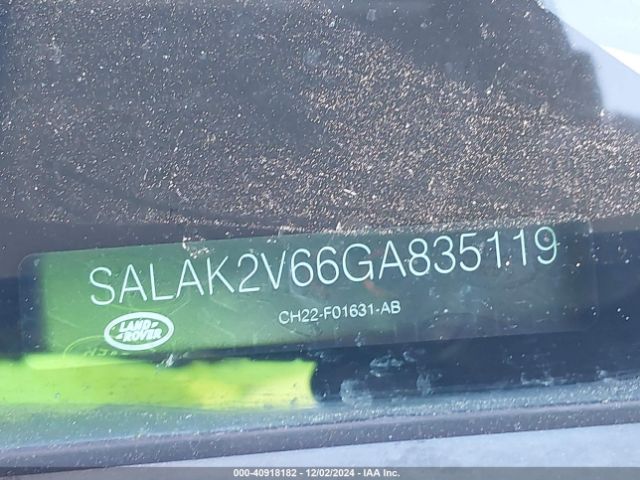 SALAK2V66GA835119
CH22-F01631-AB
LAND
ROVER
000-40918182 - 12/02/2024 - IAA Inc.